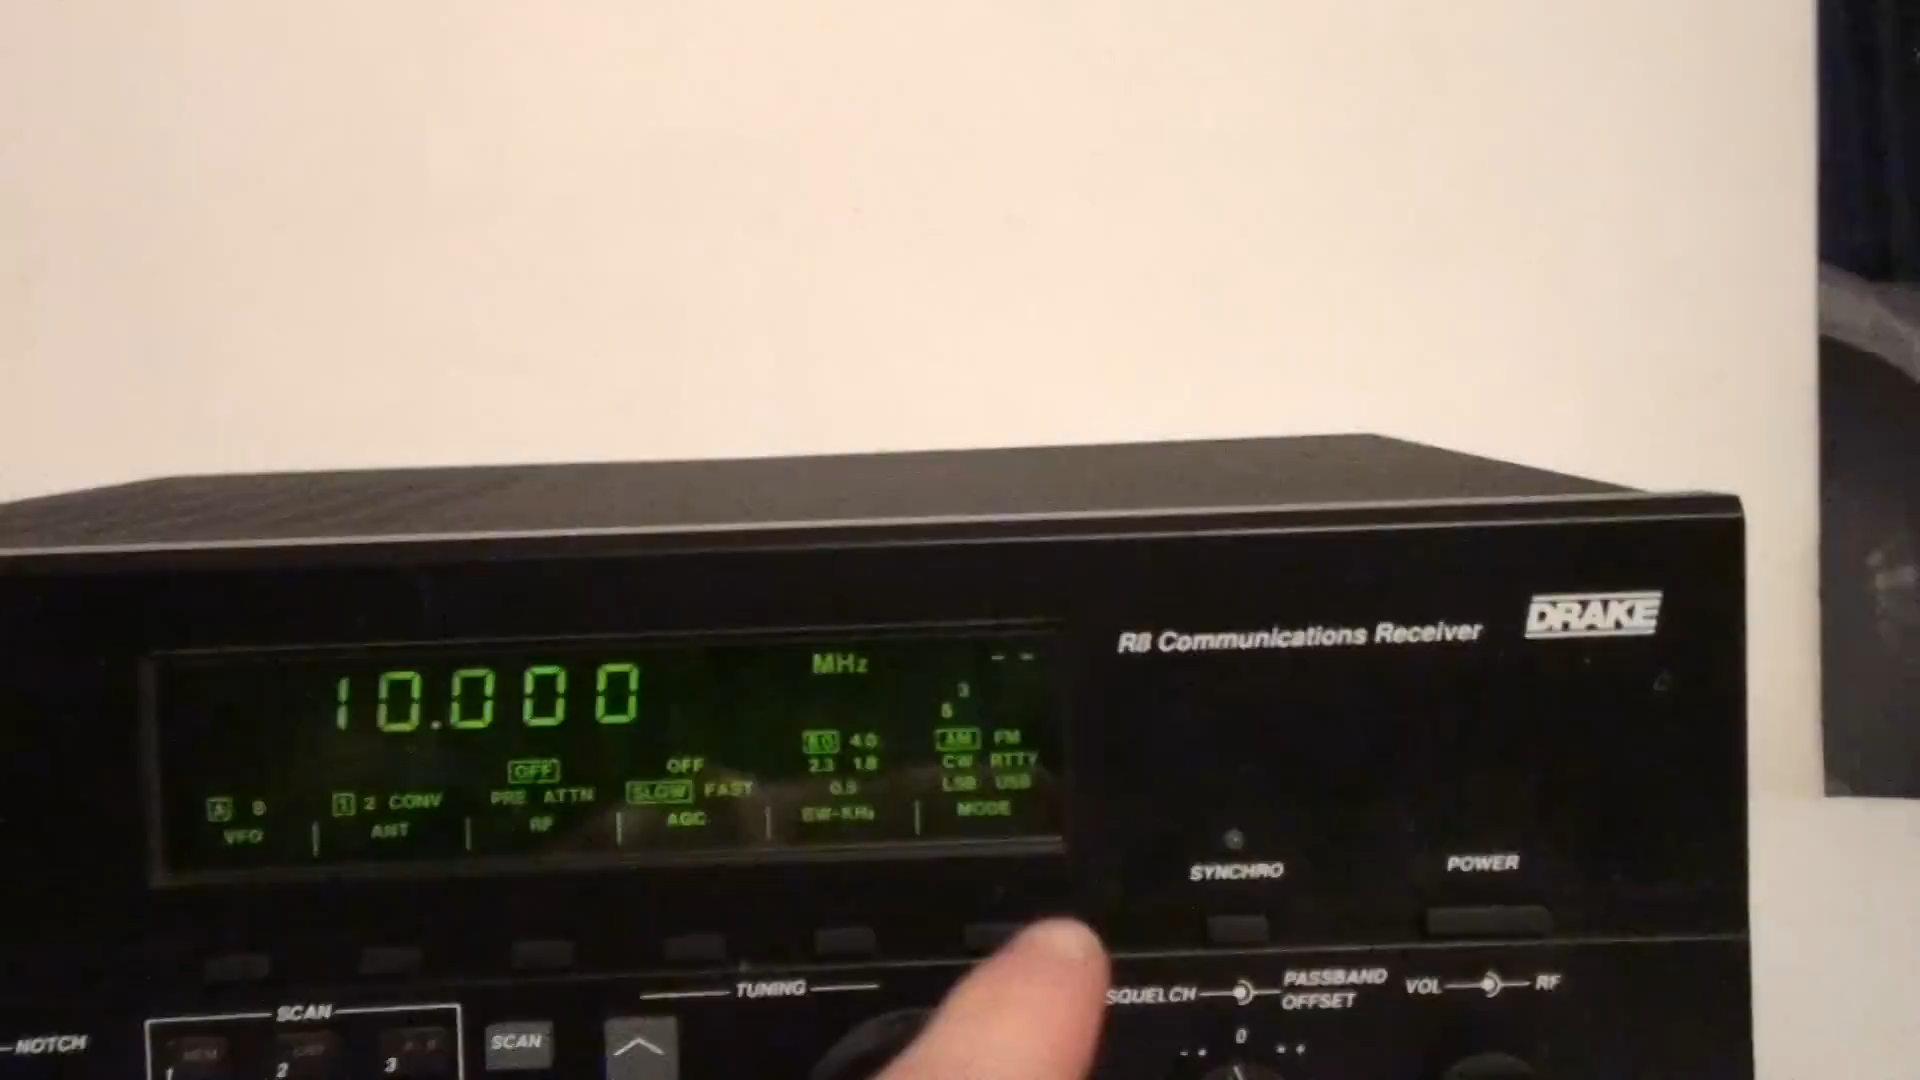 DRAKE
R8 Communications Receiver
10.000 MHz - -
3
6.0 4.0 AM FM
OFF OFF 2.3 1.8 CW RTTY
A B 1 2 CONV PRE ATTN SLOW FAST 0.5 LSB USB
VFO ANT RF AGC BW-KHz MODE
SYNCHRO POWER
TUNING
SQUELCH PASSBAND OFFSET VOL RF
SCAN
NOTCH
SCAN
1 2 3
0